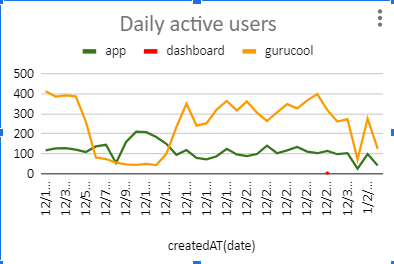 Daily active users
app dashboard gurucool
500
400
300
200
100
0
12/1... 12/3... 12/5... 12/7... 12/9... 12/1... 12/1... 12/1... 12/1... 12/1... 12/2... 12/2... 12/2... 12/2... 12/2... 12/3... 1/2/...
createdAT(date)